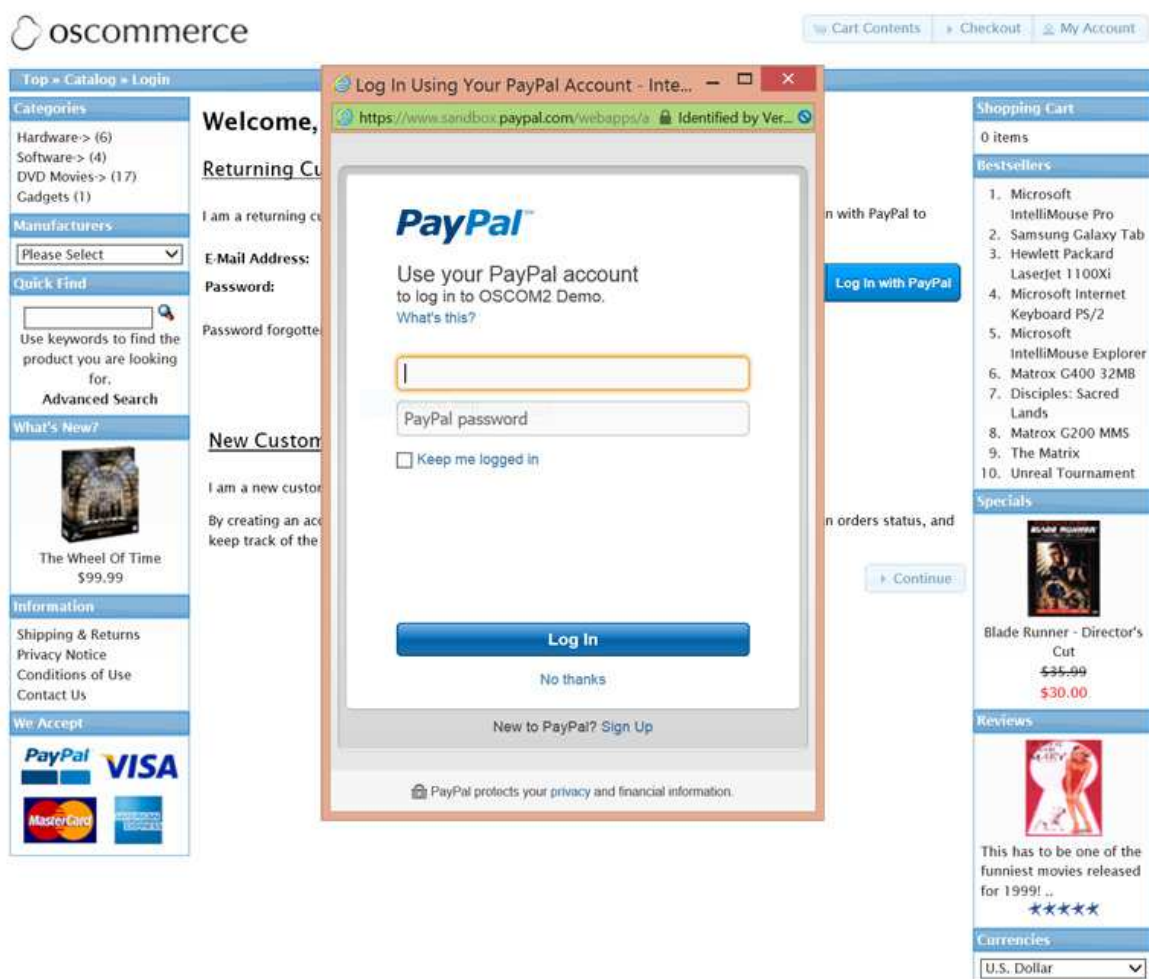 oscommerce
Cart Contents
Checkout
My Account
Top » Catalog » Login
Categories
Hardware-> (6)
Software-> (4)
DVD Movies-> (17)
Gadgets (1)
Manufacturers
Please Select
Quick Find
Use keywords to find the
product you are looking
for.
Advanced Search
What's New?
The Wheel Of Time
$99.99
Information
Shipping & Returns
Privacy Notice
Conditions of Use
Contact Us
We Accept
PayPal
VISA
MasterCard
AMERICAN EXPRESS
Welcome,
Returning Cu
I am a returning cu
n with PayPal to
E-Mail Address:
Password:
Log In with PayPal
Password forgotte
New Custom
I am a new custor
By creating an acc
n orders status, and
keep track of the
Continue
Log In Using Your PayPal Account - Inte...
https://www.sandbox.paypal.com/webapps/a
Identified by Ver...
PayPal™
Use your PayPal account
to log in to OSCOM2 Demo.
What's this?
PayPal password
Keep me logged in
Log In
No thanks
New to PayPal? Sign Up
PayPal protects your privacy and financial information.
Shopping Cart
0 items
Bestsellers
1. Microsoft
IntelliMouse Pro
2. Samsung Galaxy Tab
3. Hewlett Packard
LaserJet 1100Xi
4. Microsoft Internet
Keyboard PS/2
5. Microsoft
IntelliMouse Explorer
6. Matrox G400 32MB
7. Disciples: Sacred
Lands
8. Matrox G200 MMS
9. The Matrix
10. Unreal Tournament
Specials
BLADE RUNNER
Blade Runner - Director's
Cut
$35.99
$30.00
Reviews
MARY
This has to be one of the
funniest movies released
for 1999! ..
Currencies
U.S. Dollar